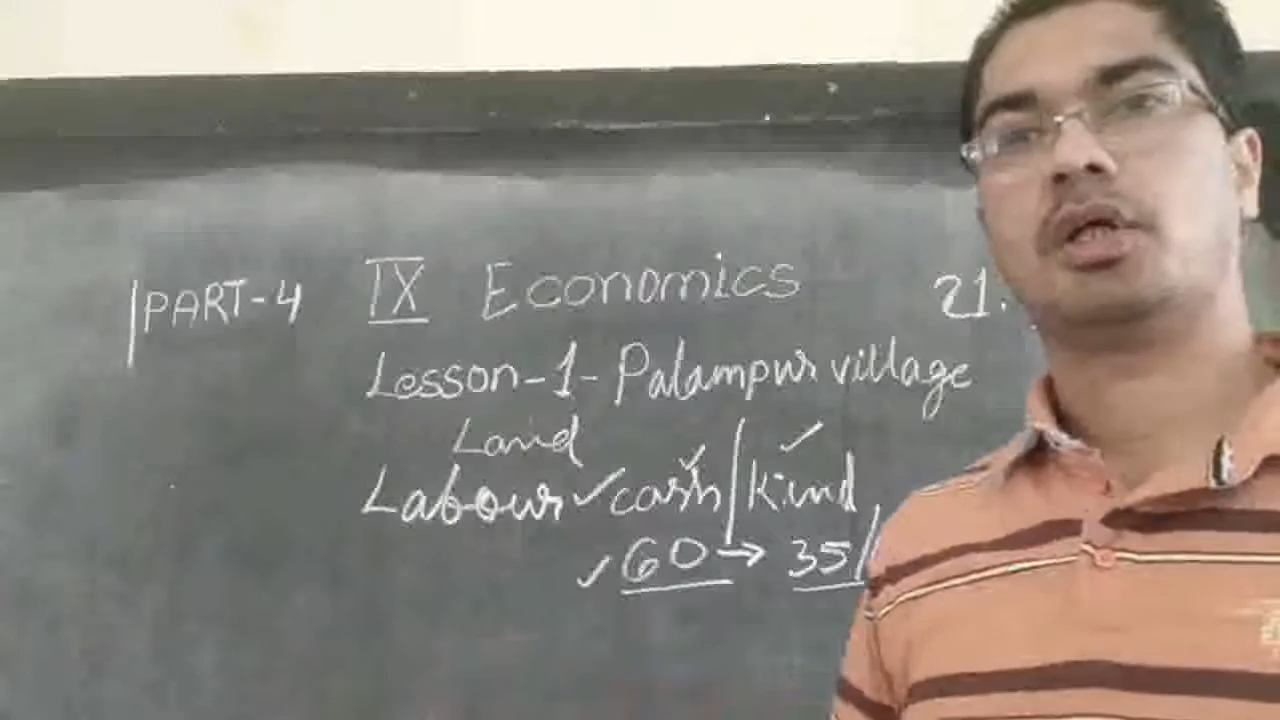 PART-4 IX Economics 21.
Lesson-1- Palampur village
Land
Labour ✓ cash / kind
✓ 60 → 35/